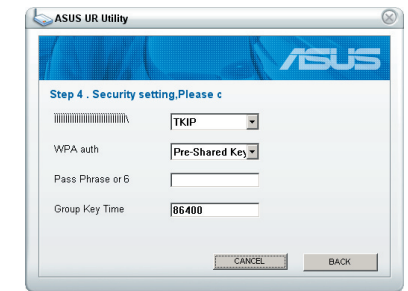 ASUS UR Utility
ASUS
Step 4 . Security setting,Please c
TKIP
WPA auth
Pre-Shared Key
Pass Phrase or 6
Group Key Time
86400
CANCEL
BACK